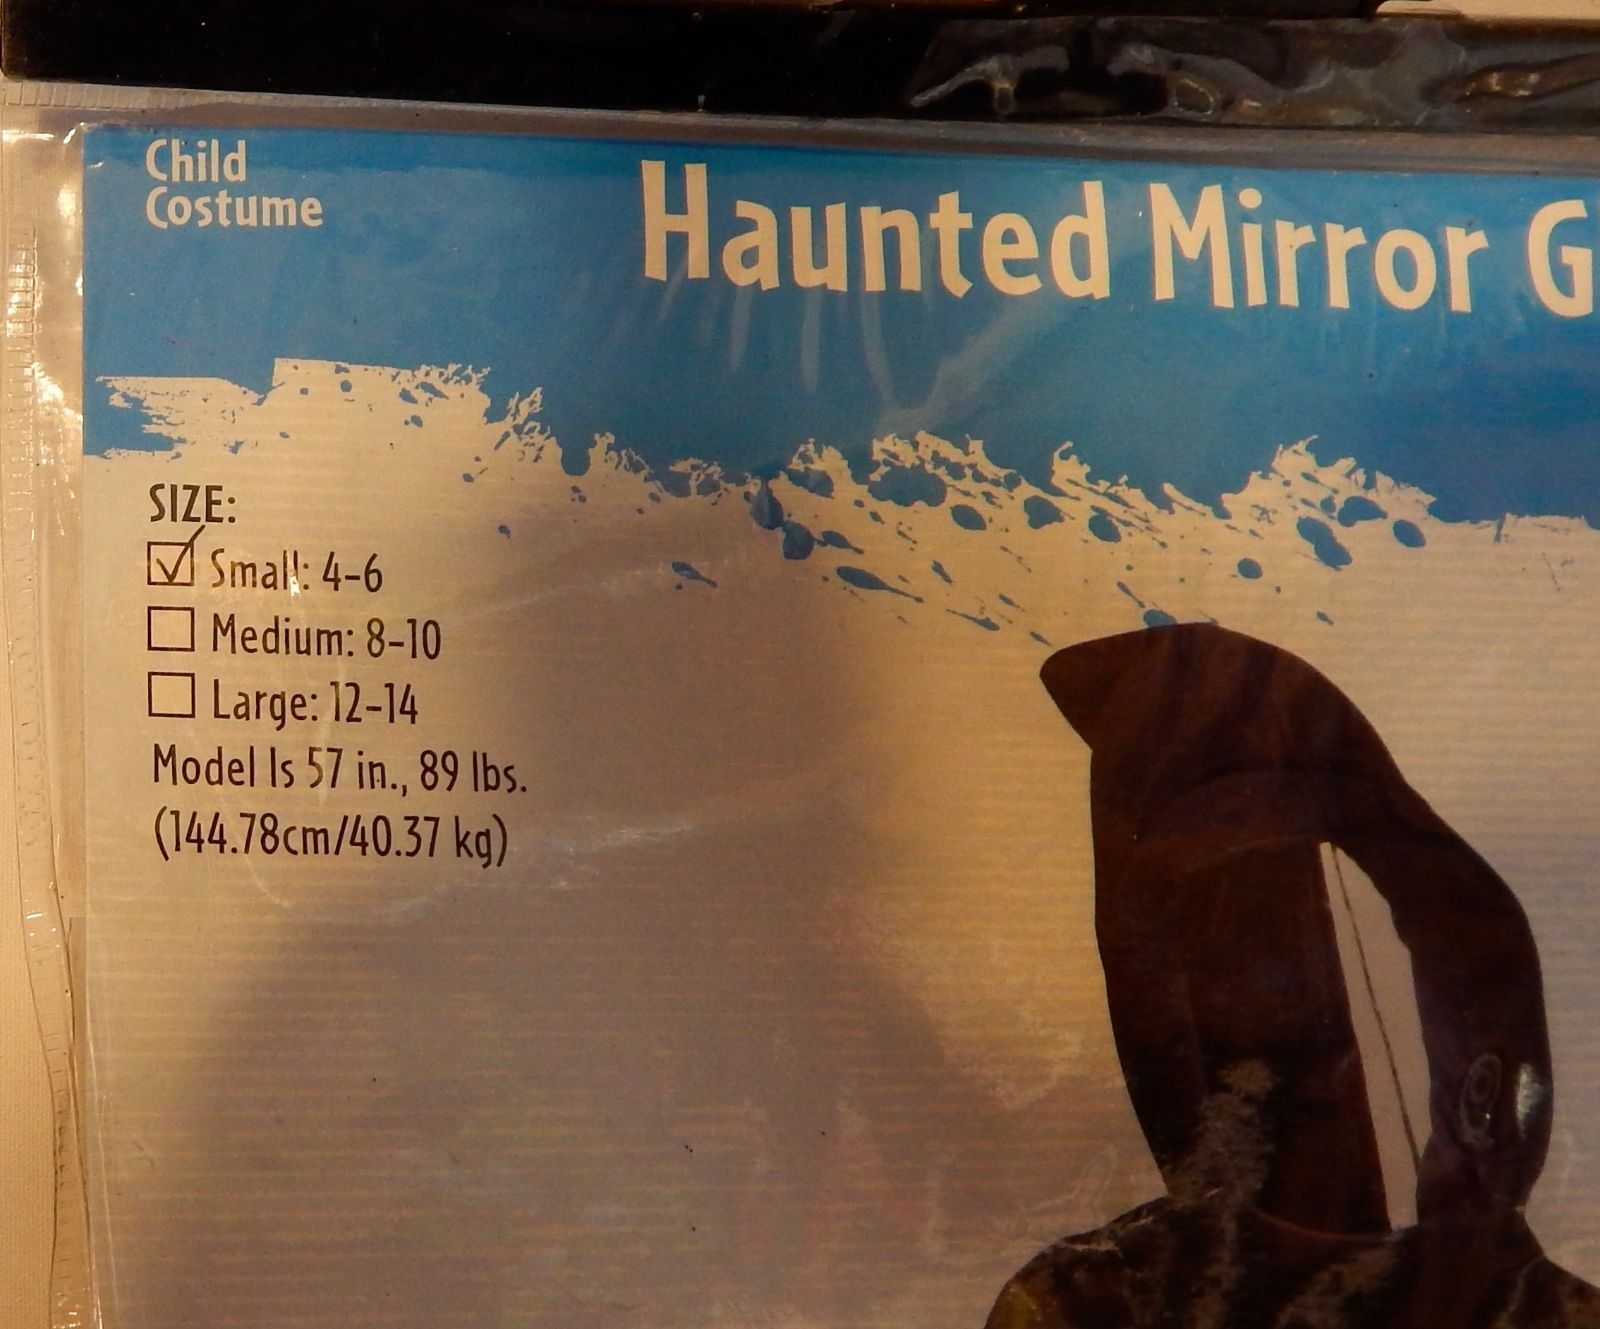 Child
Costume
Haunted Mirror G
SIZE:
Small: 4-6
Medium: 8-10
Large: 12-14
Model Is 57 in., 89 lbs.
(144.78cm/40.37 kg)